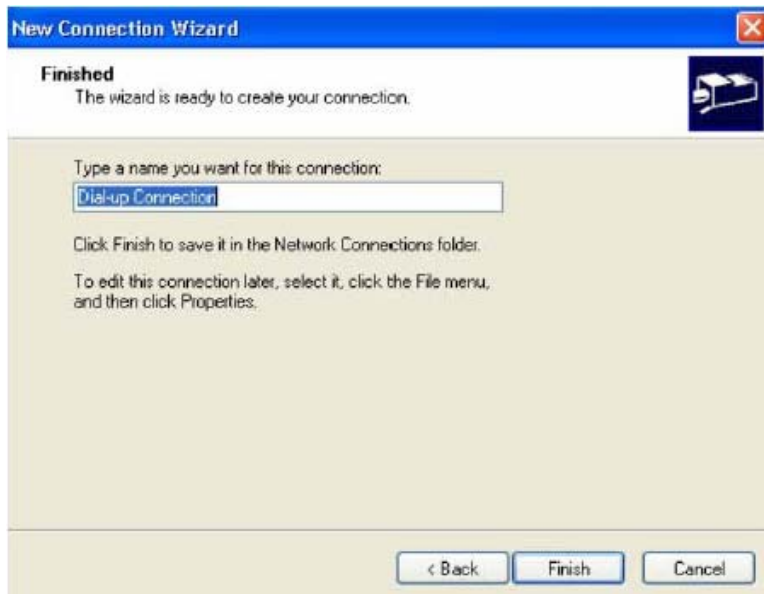 New Connection Wizard
Finished
The wizard is ready to create your connection.
Type a name you want for this connection:
Dial-up Connection
Click Finish to save it in the Network Connections folder.
To edit this connection later, select it, click the File menu,
and then click Properties.
< Back
Finish
Cancel